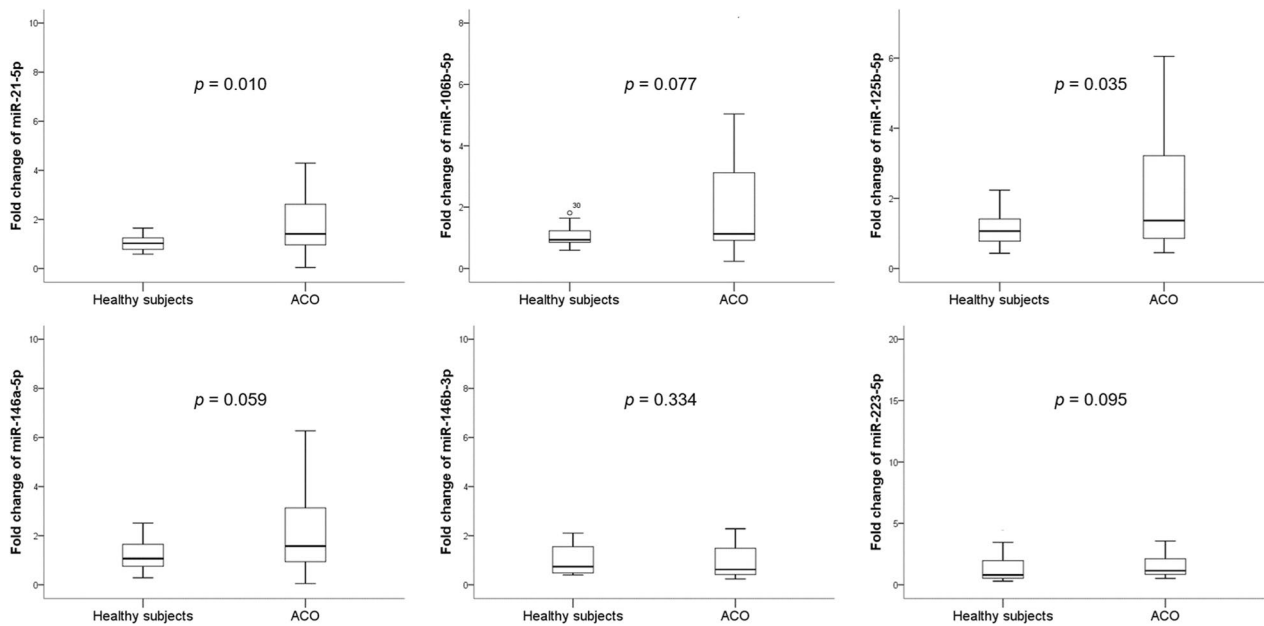 Fold change of miR-21-5p
10
8
6
4
2
0
p = 0.010
Healthy subjects
ACO
Fold change of miR-106b-5p
8
6
4
2
0
p = 0.077
30
Healthy subjects
ACO
Fold change of miR-125b-5p
6
4
2
0
p = 0.035
Healthy subjects
ACO
Fold change of miR-146a-5p
10
8
6
4
2
0
p = 0.059
Healthy subjects
ACO
Fold change of miR-146b-3p
10
8
6
4
2
0
p = 0.334
Healthy subjects
ACO
Fold change of miR-223-5p
20
15
10
5
0
p = 0.095
Healthy subjects
ACO